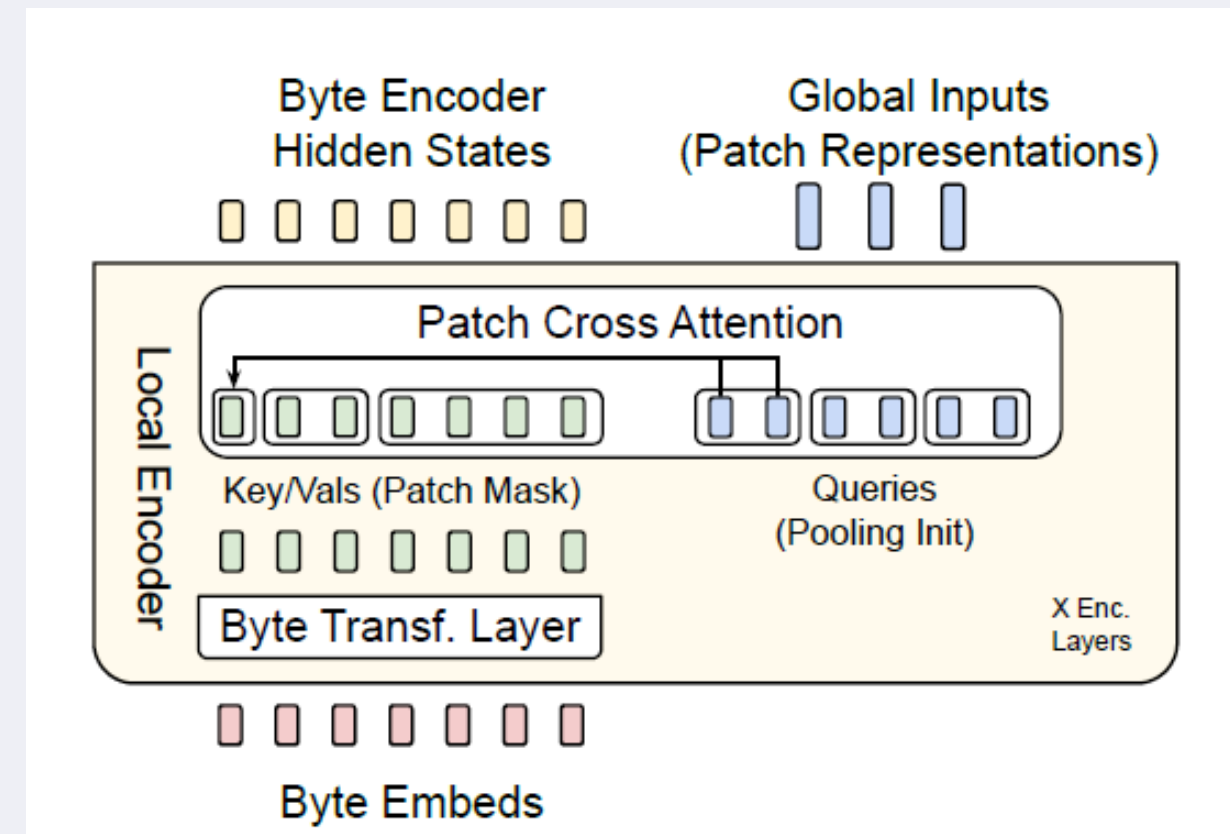 Byte Encoder
Hidden States
Global Inputs
(Patch Representations)
Local Encoder
Patch Cross Attention
Key/Vals (Patch Mask)
Queries
(Pooling Init)
Byte Transf. Layer
X Enc.
Layers
Byte Embeds